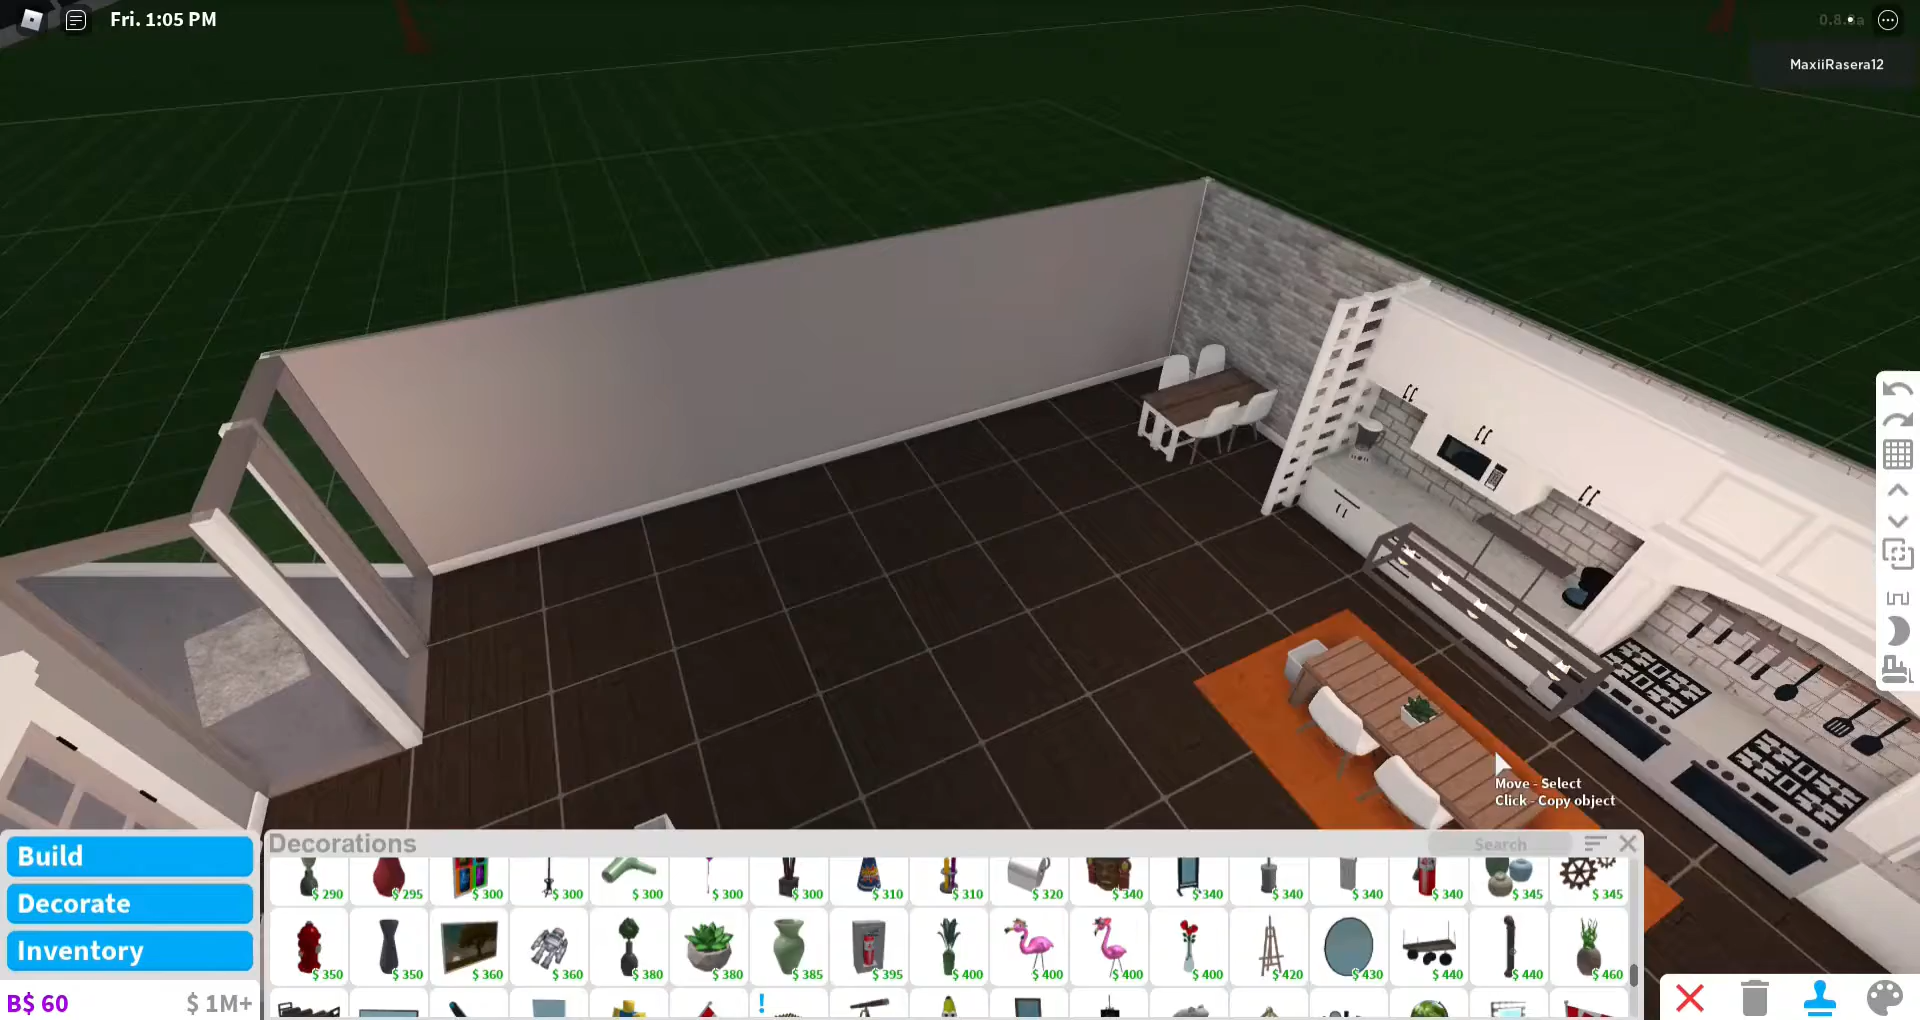 Fri. 1:05 PM
MaxiiRasera12
Move - Select
Click - Copy object
Build
Decorate
Inventory
B$ 60
$ 1M+
Decorations
Search
$ 290 $ 295 $ 300 $ 300 $ 300 $ 300 $ 300 $ 310 $ 310 $ 320 $ 340 $ 340 $ 340 $ 340 $ 340 $ 345 $ 345
$ 350 $ 350 $ 360 $ 360 $ 380 $ 380 $ 385 $ 395 $ 400 $ 400 $ 400 $ 400 $ 420 $ 430 $ 440 $ 440 $ 460
!